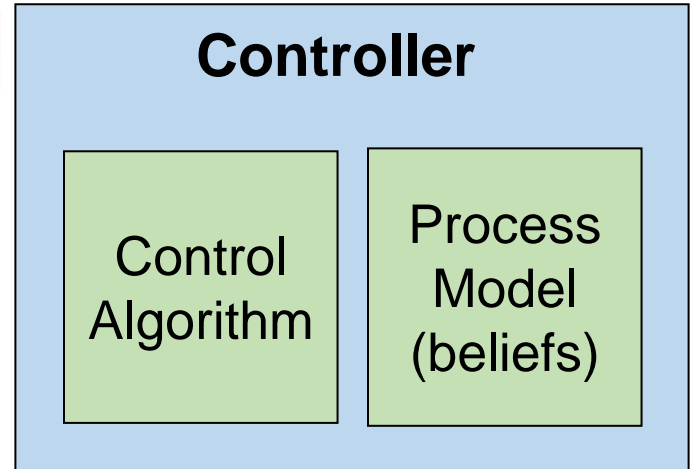 Controller
Control
Algorithm
Process
Model
(beliefs)